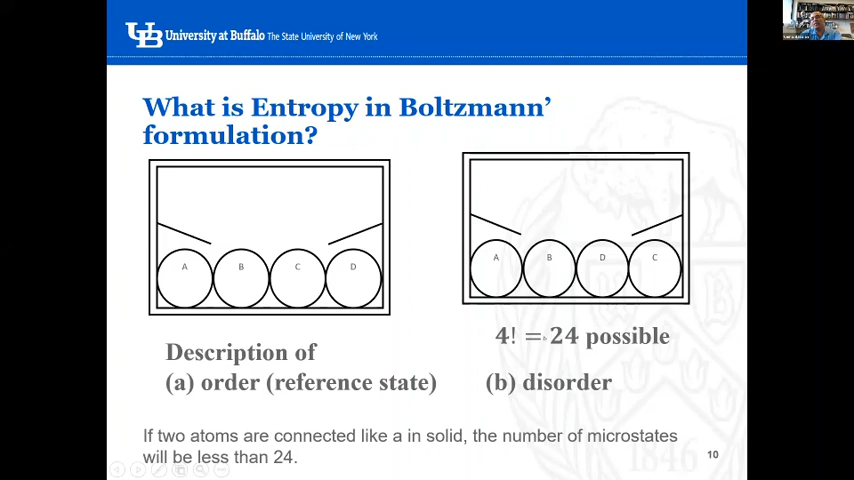 UB University at Buffalo The State University of New York
What is Entropy in Boltzmann’
formulation?
A B C D
A B D C
4! = 24 possible
Description of
(a) order (reference state)
(b) disorder
If two atoms are connected like a in solid, the number of microstates
will be less than 24.
10
1846